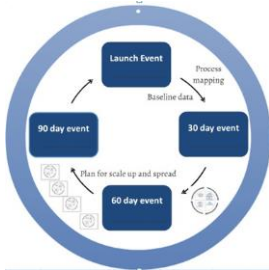 Launch Event
Process
mapping
Baseline data
90 day event
30 day event
Plan for scale up and spread
60 day event